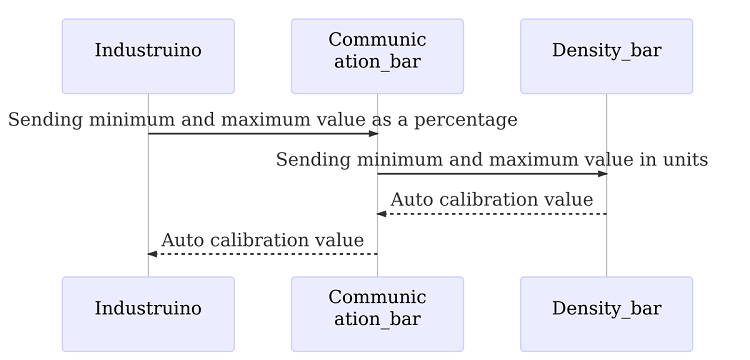 Industruino
Communic
ation_bar
Density_bar
Sending minimum and maximum value as a percentage
Sending minimum and maximum value in units
Auto calibration value
Auto calibration value
Industruino
Communic
ation_bar
Density_bar